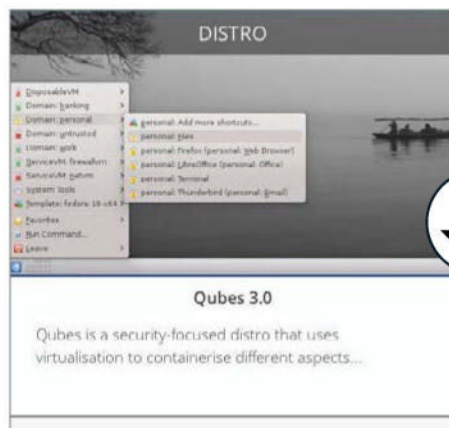 DISTRO
DisposableVM
Domain: banking
Domain: personal
Domain: untrusted
Domain: work
ServiceVM: firewallvm
ServiceVM: netvm
System Tools
Template: fedora-18-x64
Favorites
Run Command...
Leave
personal: Add more shortcuts...
personal: Files
personal: Firefox (personal: Web Browser)
personal: LibreOffice (personal: Office)
personal: Terminal
personal: Thunderbird (personal: Email)
Qubes 3.0
Qubes is a security-focused distro that uses
virtualisation to containerise different aspects...